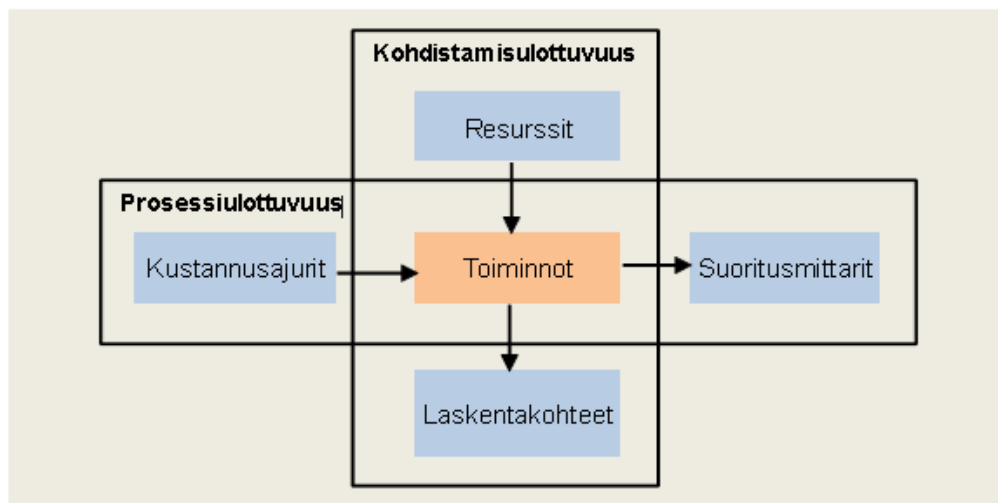 Kohdistamisulottuvuus
Resurssit
Prosessiulottuvuus
Kustannusajurit
Toiminnot
Suoritusmittarit
Laskentakohteet